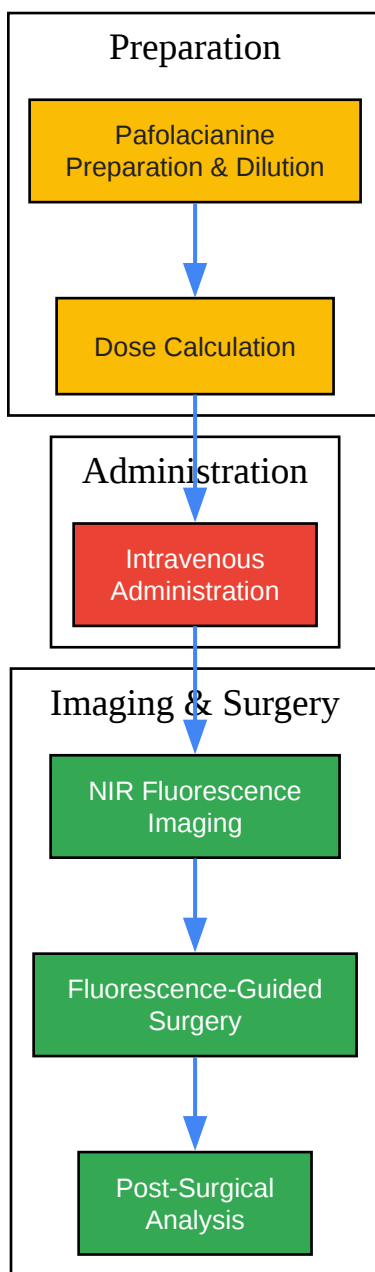 Preparation
Pafolacianine
Preparation & Dilution
Dose Calculation
Administration
Intravenous
Administration
Imaging & Surgery
NIR Fluorescence
Imaging
Fluorescence-Guided
Surgery
Post-Surgical
Analysis